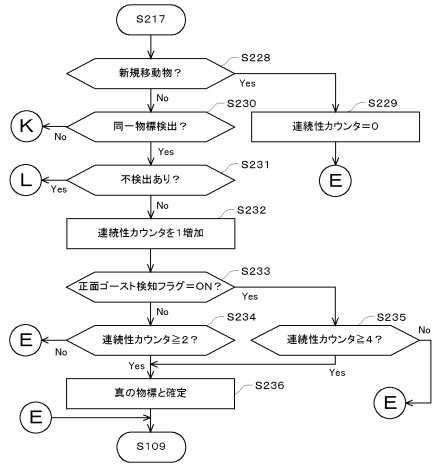 S217
S228
新規移動物？
Yes
No
S230
S229
K
同一物標検出？
連続性カウンタ=0
No
Yes
S231
E
L
不検出あり？
Yes
No
S232
連続性カウンタを1増加
S233
正面ゴースト検知フラグ=ON？
Yes
No
S234
S235
E
連続性カウンタ≧2？
連続性カウンタ≧4？
No
No
Yes
Yes
S236
真の物標と確定
E
E
S109